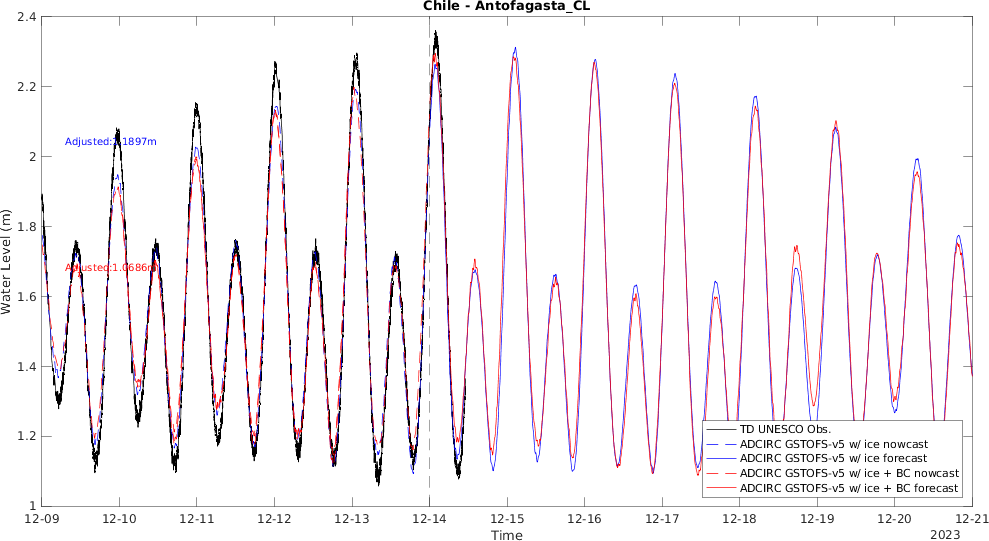 Chile - Antofagasta_CL
2.4
2.2
2
1.8
1.6
1.4
1.2
1
Water Level (m)
Adjusted:1.1897m
Adjusted:1.0686m
TD UNESCO Obs.
ADCIRC GSTOFS-v5 w/ ice nowcast
ADCIRC GSTOFS-v5 w/ ice forecast
ADCIRC GSTOFS-v5 w/ ice + BC nowcast
ADCIRC GSTOFS-v5 w/ ice + BC forecast
12-09 12-10 12-11 12-12 12-13 12-14 12-15 12-16 12-17 12-18 12-19 12-20 12-21
Time
2023